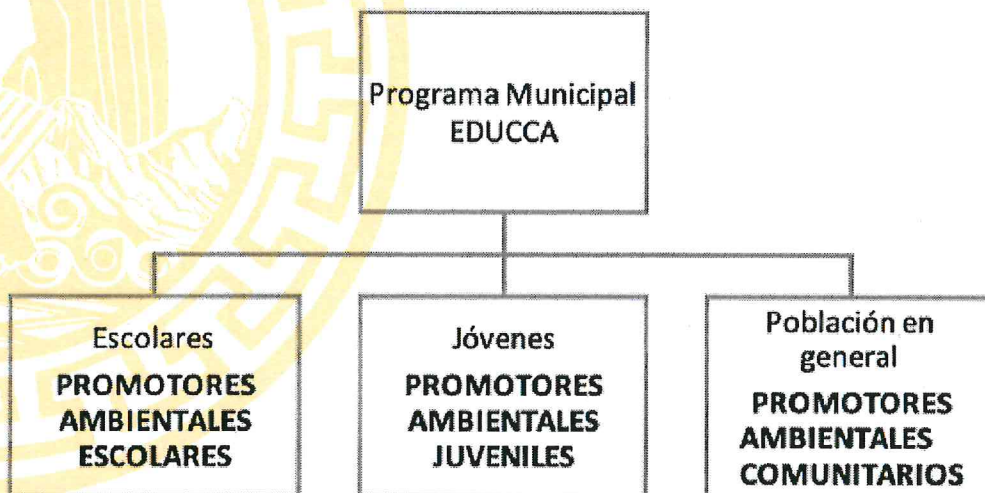 Programa Municipal
EDUCCA
Escolares
PROMOTORES
AMBIENTALES
ESCOLARES
Jóvenes
PROMOTORES
AMBIENTALES
JUVENILES
Población en
general
PROMOTORES
AMBIENTALES
COMUNITARIOS